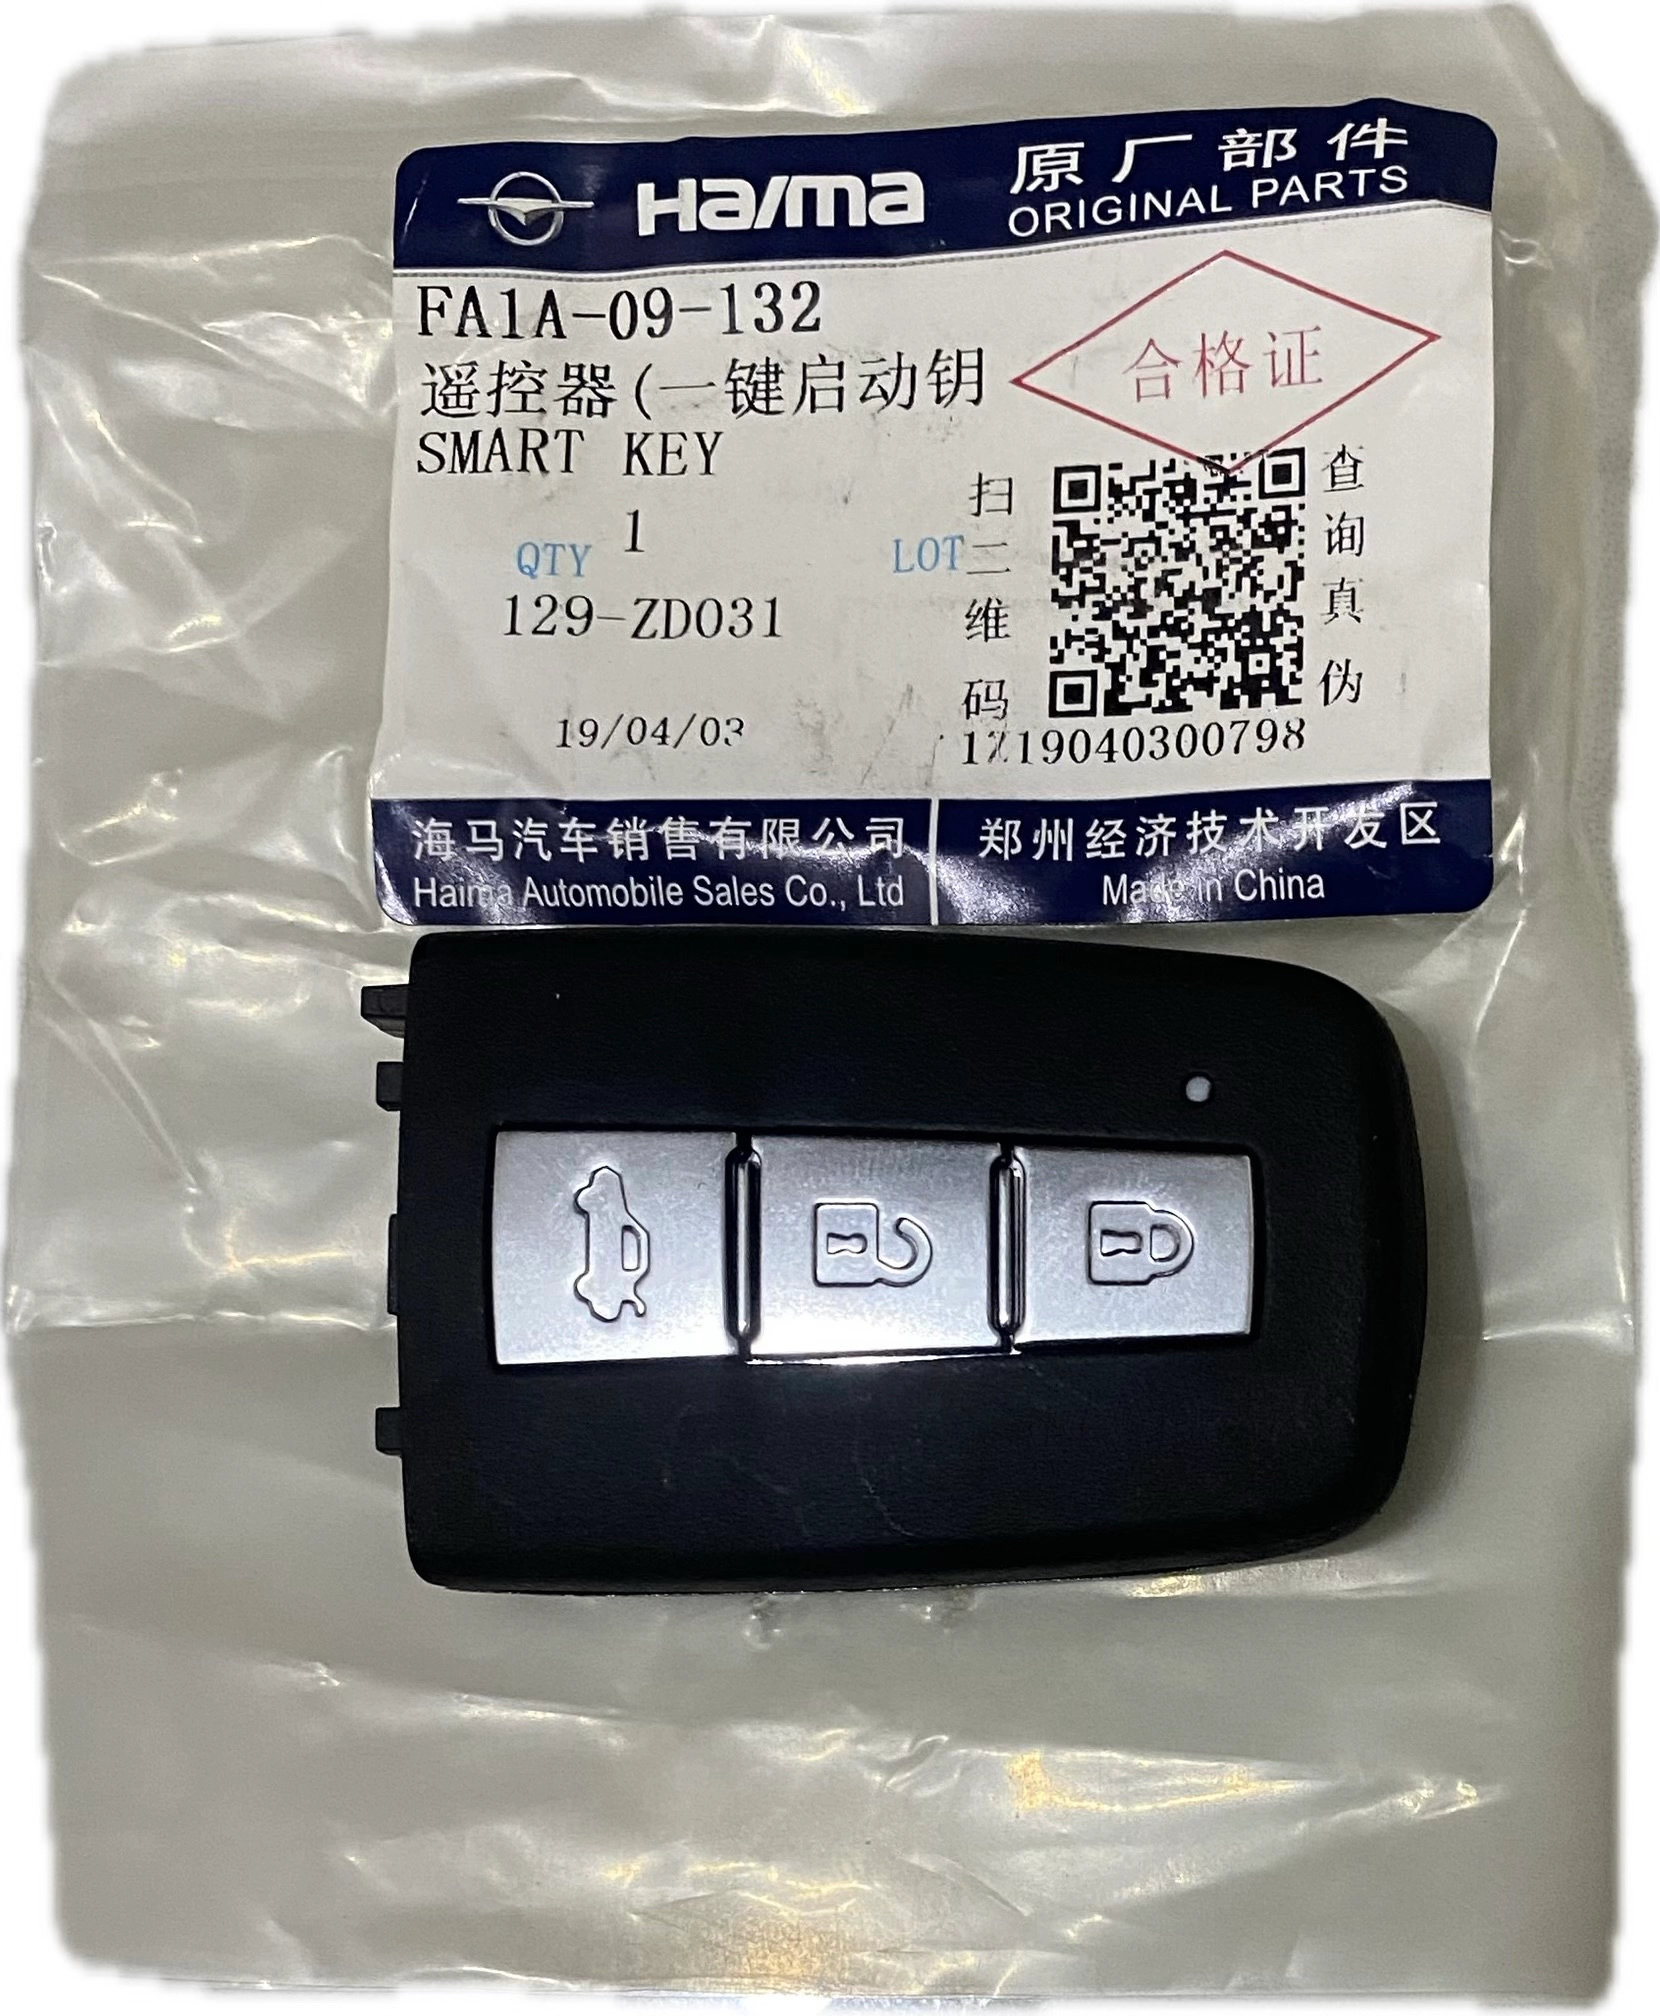 Haima
原厂部件
ORIGINAL PARTS
FA1A-09-132
遥控器(一键启动钥
合格证
SMART KEY
QTY 1
LOT
129-ZD031
19/04/03
扫二维码
查询真伪
1Z19040300798
海马汽车销售有限公司
Haima Automobile Sales Co., Ltd
郑州经济技术开发区
Made in China